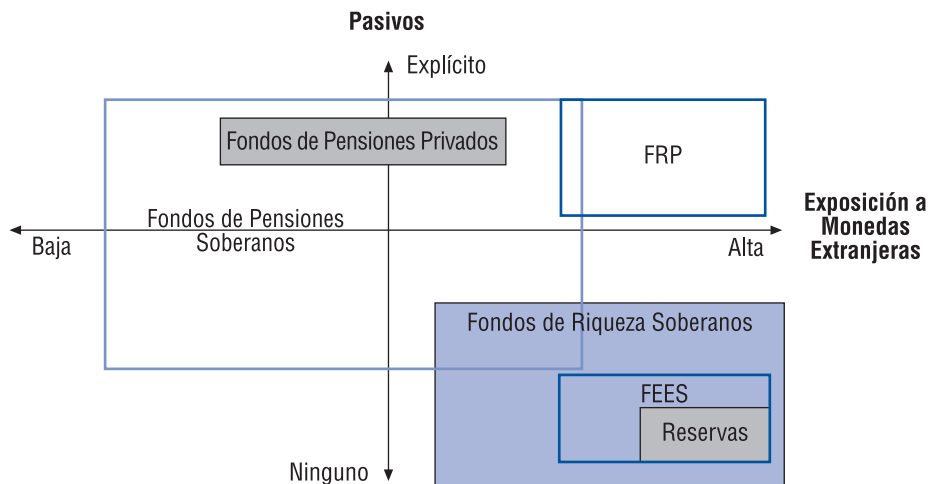 Pasivos
Explícito
Fondos de Pensiones Privados
FRP
Fondos de Pensiones
Soberanos
Exposición a
Monedas
Extranjeras
Baja
Alta
Fondos de Riqueza Soberanos
FEES
Reservas
Ninguno